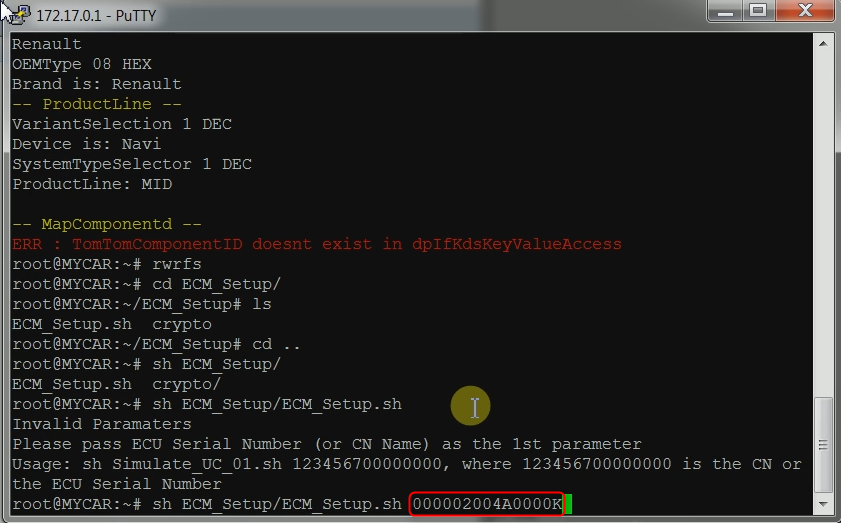 172.17.0.1 - PuTTY
Renault
OEMType 08 HEX
Brand is: Renault
-- ProductLine --
VariantSelection 1 DEC
Device is: Navi
SystemTypeSelector 1 DEC
ProductLine: MID
-- MapComponentd --
ERR : TomTomComponentID doesnt exist in dpIfKdsKeyValueAccess
root@MYCAR:~# rwrfs
root@MYCAR:~# cd ECM_Setup/
root@MYCAR:~/ECM_Setup# ls
ECM_Setup.sh  crypto
root@MYCAR:~/ECM_Setup# cd ..
root@MYCAR:~# sh ECM_Setup/
ECM_Setup.sh  crypto/
root@MYCAR:~# sh ECM_Setup/ECM_Setup.sh
Invalid Paramaters
Please pass ECU Serial Number (or CN Name) as the 1st parameter
Usage: sh Simulate_UC_01.sh 123456700000000, where 123456700000000 is the CN or
the ECU Serial Number
root@MYCAR:~# sh ECM_Setup/ECM_Setup.sh 000002004A0000K